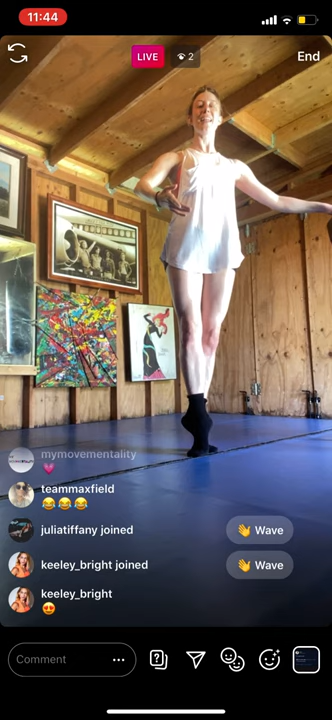 11:44
LIVE
2
End
mymovementality
teammaxfield
juliatiffany joined
Wave
keeley_bright joined
Wave
keeley_bright
Comment